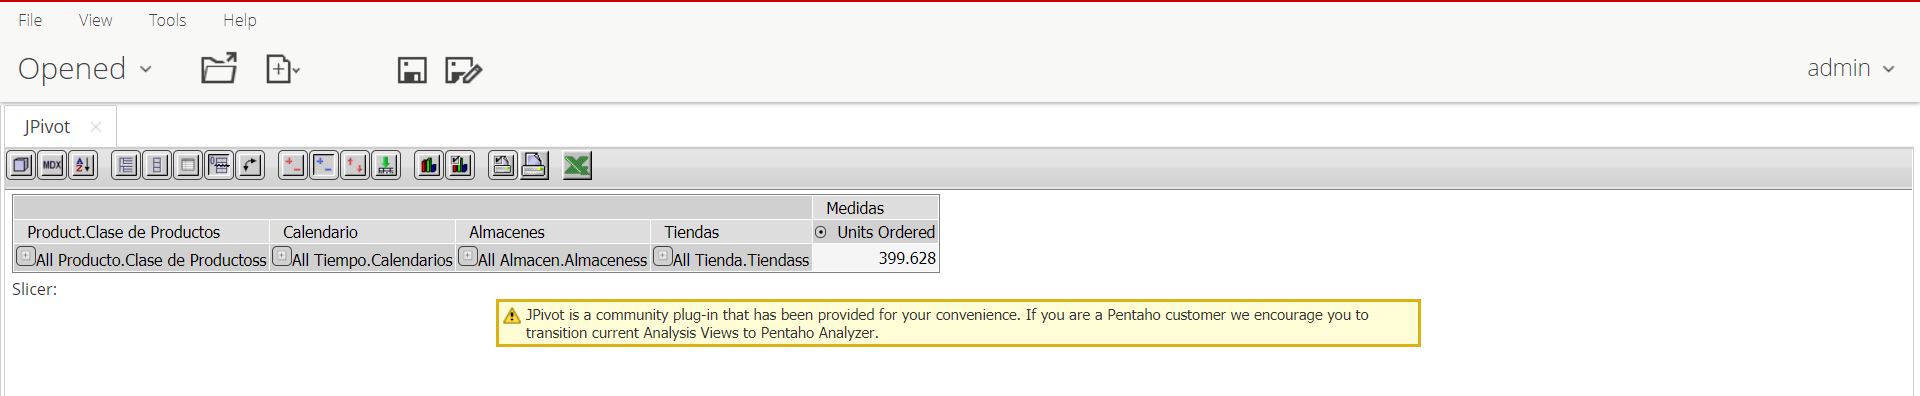 File View Tools Help
Opened
admin
JPivot
MDX
Medidas
Product.Clase de Productos Calendario Almacenes Tiendas Units Ordered
All Producto.Clase de Productoss All Tiempo.Calendarios All Almacen.Almaceness All Tienda.Tiendass 399.628
Slicer:
JPivot is a community plug-in that has been provided for your convenience. If you are a Pentaho customer we encourage you to
transition current Analysis Views to Pentaho Analyzer.